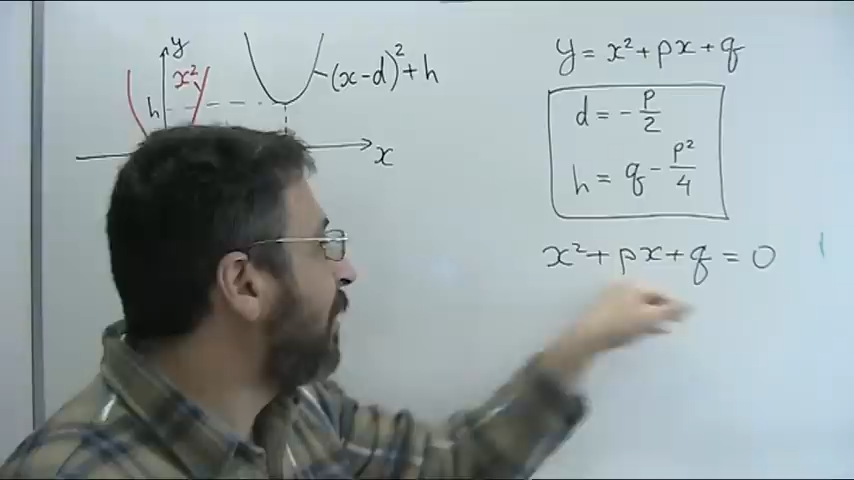 y
x²
(x-d)²+h
h
x
y = x² + px + q
d = - p/2
h = q - p²/4
x² + px + q = 0